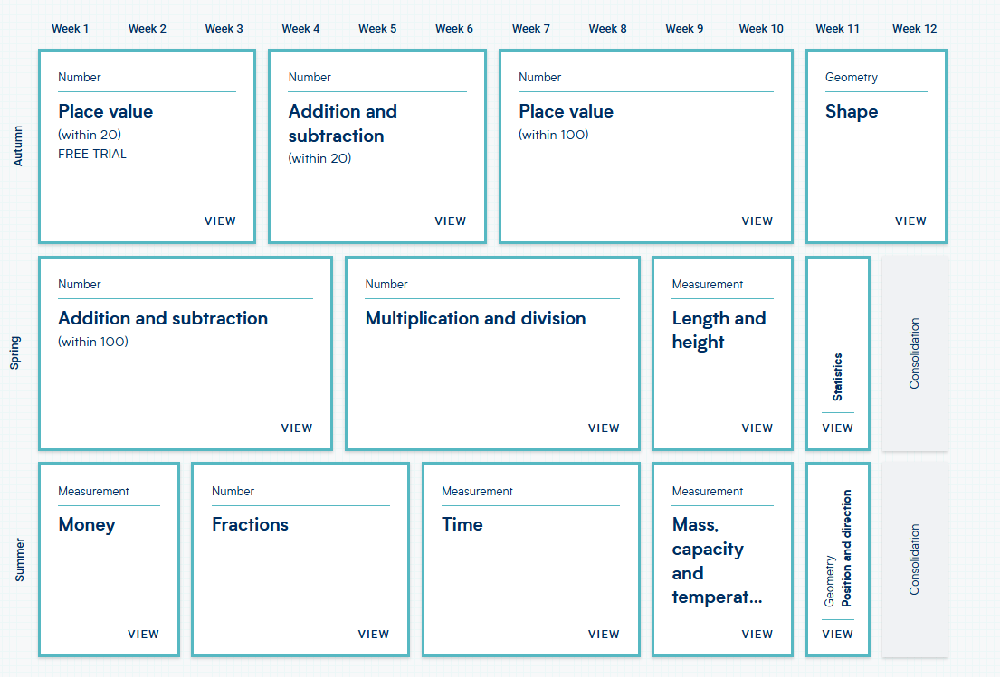 Week 1 Week 2 Week 3 Week 4 Week 5 Week 6 Week 7 Week 8 Week 9 Week 10 Week 11 Week 12
Autumn
Number
Place value
(within 20)
FREE TRIAL
VIEW
Number
Addition and
subtraction
(within 20)
VIEW
Number
Place value
(within 100)
VIEW
Geometry
Shape
VIEW
Spring
Number
Addition and subtraction
(within 100)
VIEW
Number
Multiplication and division
VIEW
Measurement
Length and
height
VIEW
Statistics
VIEW
Consolidation
Summer
Measurement
Money
VIEW
Number
Fractions
VIEW
Measurement
Time
VIEW
Measurement
Mass,
capacity
and
temperat...
VIEW
Geometry
Position and direction
VIEW
Consolidation